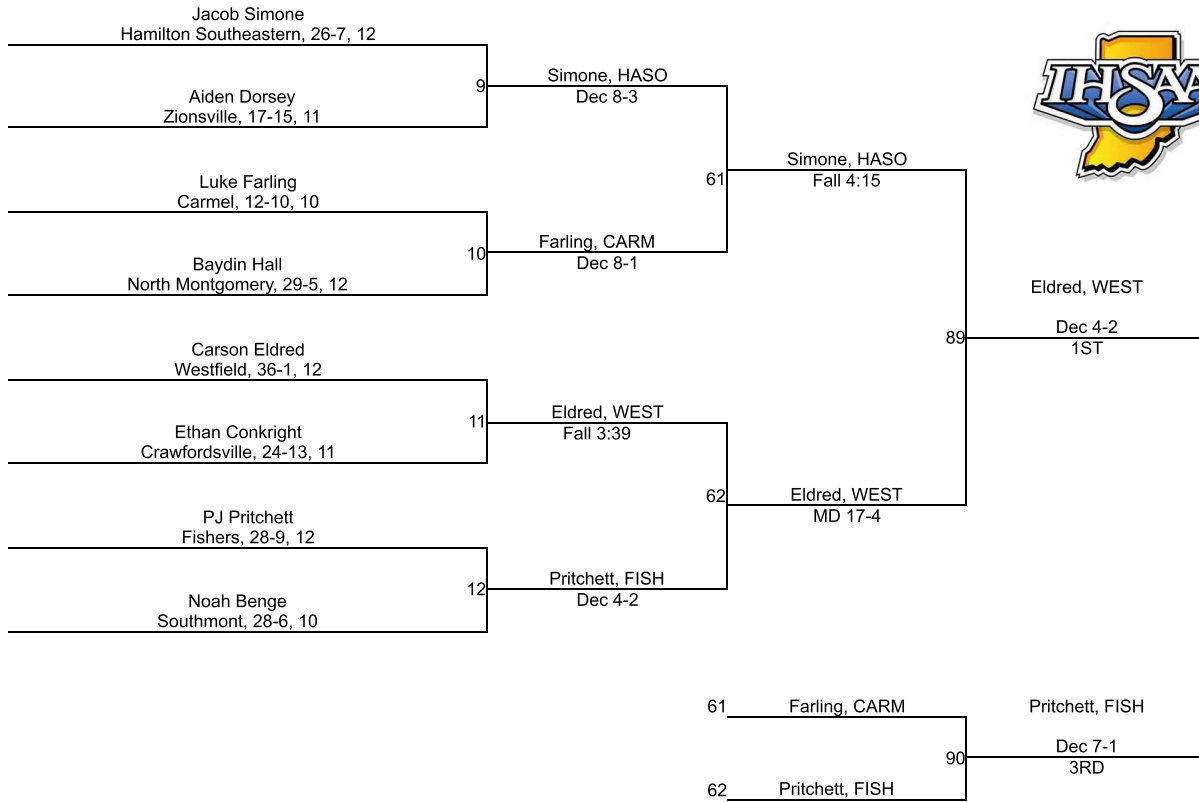 Jacob Simone
Hamilton Southeastern, 26-7, 12
Aiden Dorsey
Zionsville, 17-15, 11
9
Simone, HASO
Dec 8-3
Luke Farling
Carmel, 12-10, 10
Baydin Hall
North Montgomery, 29-5, 12
10
Farling, CARM
Dec 8-1
61
Simone, HASO
Fall 4:15
Carson Eldred
Westfield, 36-1, 12
Ethan Conkright
Crawfordsville, 24-13, 11
11
Eldred, WEST
Fall 3:39
PJ Pritchett
Fishers, 28-9, 12
Noah Benge
Southmont, 28-6, 10
12
Pritchett, FISH
Dec 4-2
62
Eldred, WEST
MD 17-4
89
Eldred, WEST
Dec 4-2
1ST
IHSAA
61
Farling, CARM
62
Pritchett, FISH
90
Pritchett, FISH
Dec 7-1
3RD